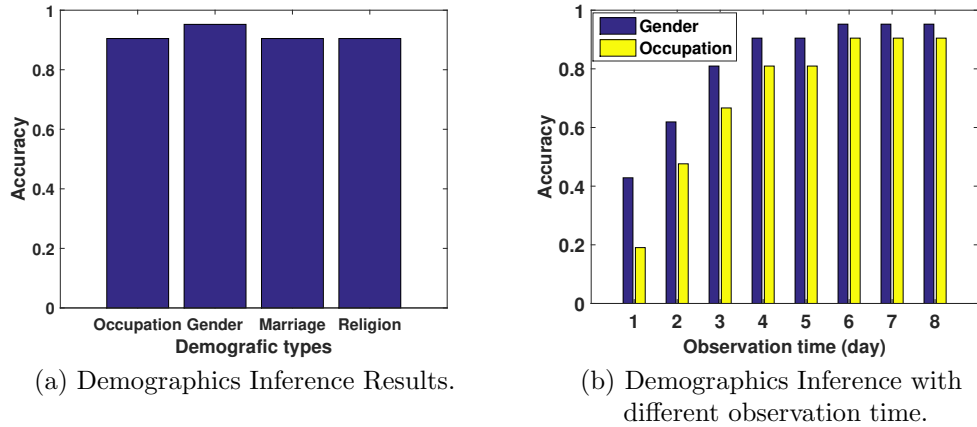 1
0.8
0.6
0.4
0.2
0
Accuracy
Occupation Gender Marriage Religion
Demografic types
(a) Demographics Inference Results.
1
0.8
0.6
0.4
0.2
0
Accuracy
Gender
Occupation
1 2 3 4 5 6 7 8
Observation time (day)
(b) Demographics Inference with
different observation time.